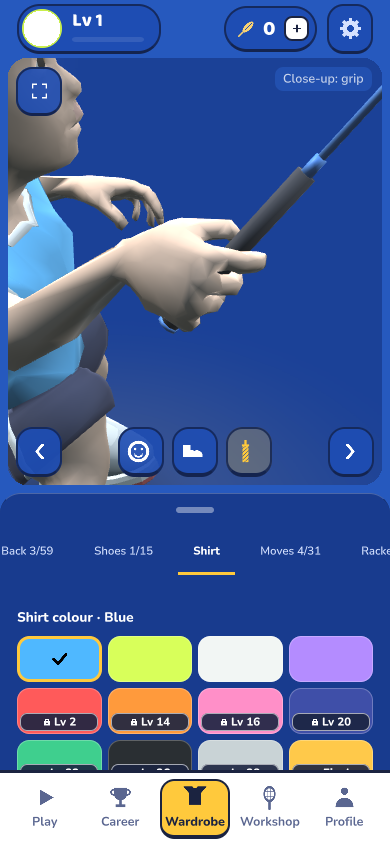 Lv 1
0
Close-up: grip
Back 3/59
Shoes 1/15
Shirt
Moves 4/31
Racke
Shirt colour · Blue
Lv 2
Lv 14
Lv 16
Lv 20
Play
Career
Wardrobe
Workshop
Profile